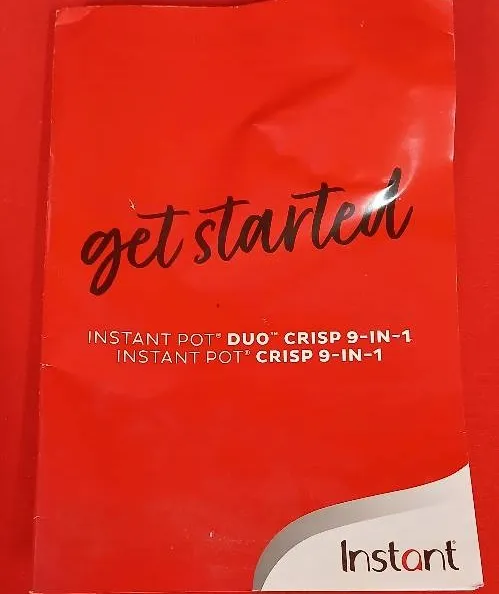 get started
INSTANT POT® DUO™ CRISP 9-IN-1
INSTANT POT® CRISP 9-IN-1
Instant®